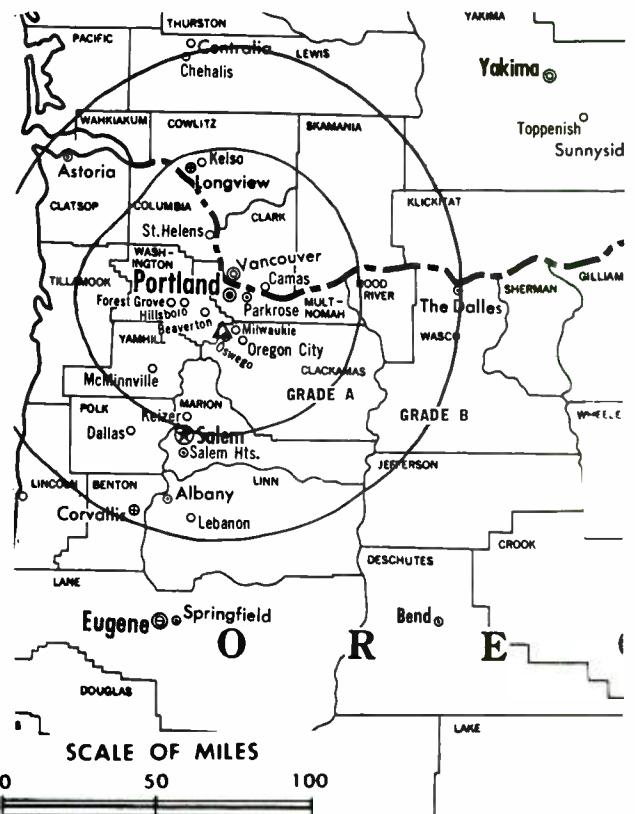 THURSTON
YAKIMA
PACIFIC
Centralia
LEWIS
Chehalis
Yakima
WAHKIAKUM
COWLITZ
SKAMANIA
Toppenish
Sunnysid
Kelso
Astoria
Longview
CLATSOP
COLUMBIA
CLARK
KLICKITAT
St. Helens
WASH-
INGTON
Vancouver
GILLIAM
TILLAMOOK
Portland
Camas
HOOD
RIVER
SHERMAN
Forest Grove
MULT-
NOMAH
The Dalles
Hillsboro
Parkrose
Beaverton
Milwaukie
YAMHILL
WASCO
Oswego
Oregon City
McMinnville
CLACKAMAS
GRADE A
POLK
MARION
GRADE B
WHEELE
Keizer
Dallas
Salem
Salem Hts.
JEFFERSON
LINCOLN
BENTON
LINN
Albany
Corvallis
Lebanon
CROOK
DESCHUTES
LANE
Eugene
Springfield
Bend
O R E
DOUGLAS
LAKE
SCALE OF MILES
0 50 100